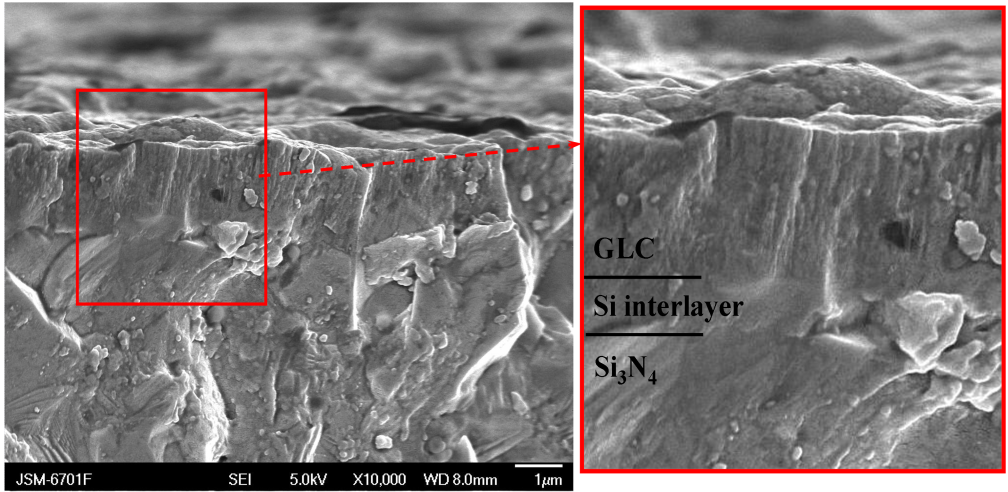 GLC
Si interlayer
Si₃N₄
JSM-6701F SEI 5.0kV X10,000 WD 8.0mm 1µm